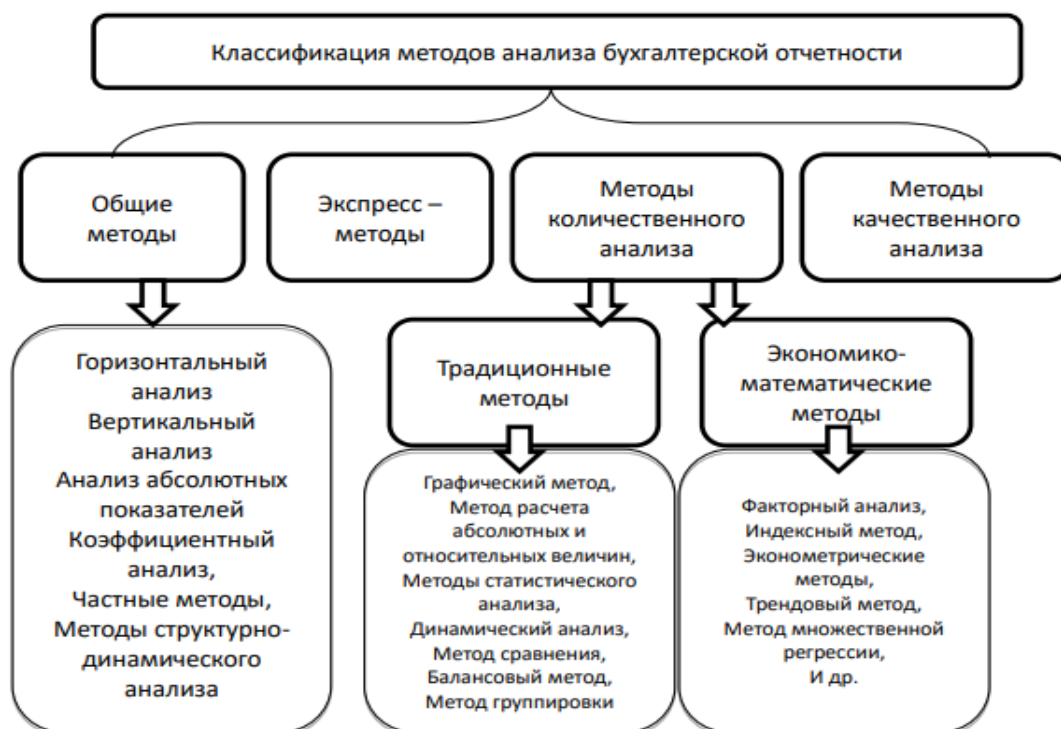 Классификация методов анализа бухгалтерской отчетности
Общие
методы
Экспресс –
методы
Методы
количественного
анализа
Методы
качественного
анализа
Горизонтальный
анализ
Вертикальный
анализ
Анализ абсолютных
показателей
Коэффициентный
анализ,
Частные методы,
Методы структурно-
динамического
анализа
Традиционные
методы
Экономико-
математические
методы
Графический метод,
Метод расчета
абсолютных и
относительных величин,
Методы статистического
анализа,
Динамический анализ,
Метод сравнения,
Балансовый метод,
Метод группировки
Факторный анализ,
Индексный метод,
Эконометрические
методы,
Трендовый метод,
Метод множественной
регрессии,
И др.